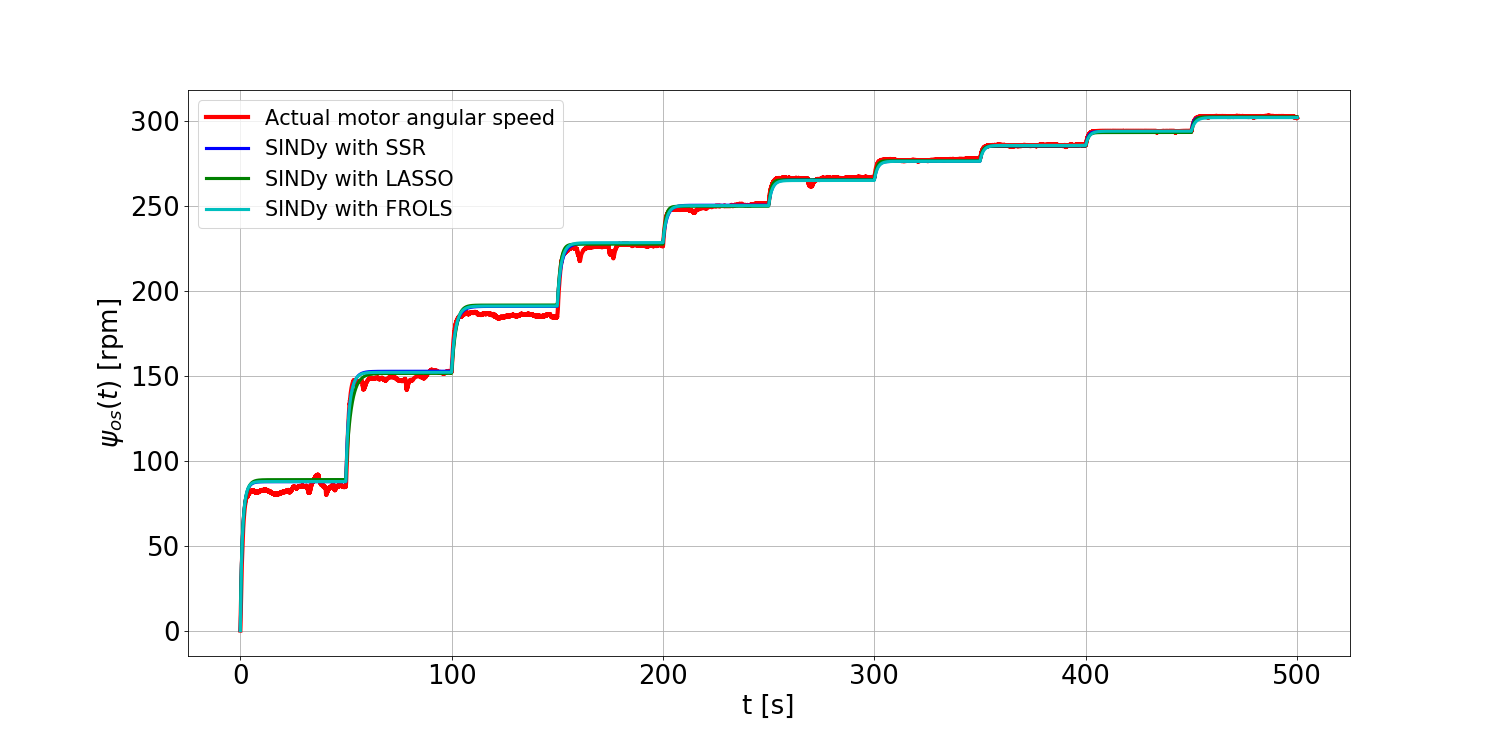 Actual motor angular speed
SINDy with SSR
SINDy with LASSO
SINDy with FROLS
300
250
200
150
100
50
0
ψos(t) [rpm]
0 100 200 300 400 500
t [s]